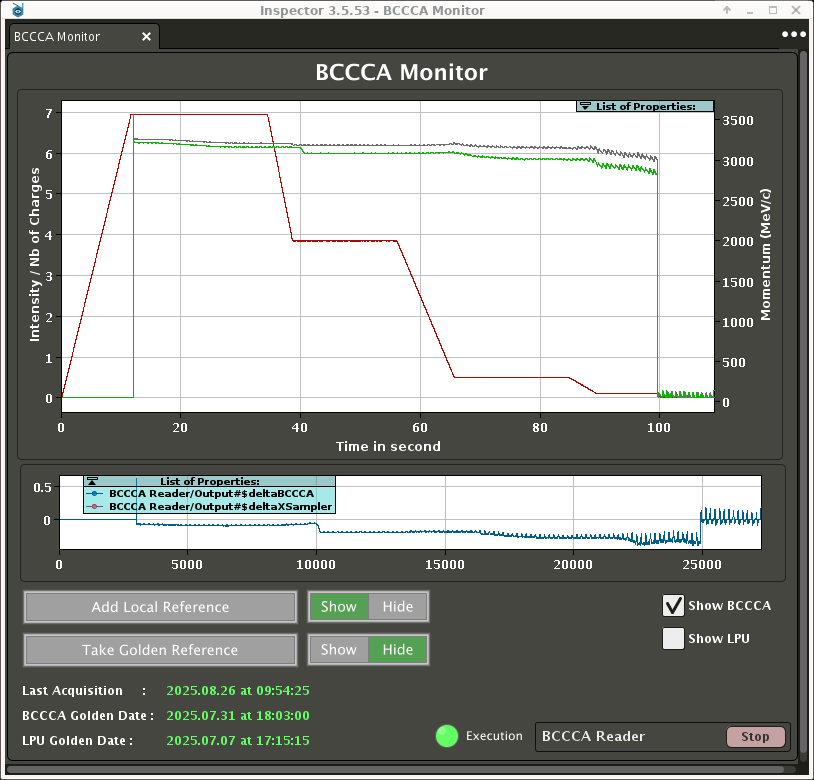 Inspector 3.5.53 - BCCCA Monitor
BCCCA Monitor
BCCCA Monitor
List of Properties:
7
6
5
4
3
2
1
0
Intensity / Nb of Charges
3500
3000
2500
2000
1500
1000
500
0
Momentum (MeV/c)
0 20 40 60 80 100
Time in second
List of Properties:
BCCCA Reader/Output#$deltaBCCCA
BCCCA Reader/Output#$deltaXSampler
0.5
0
0 5000 10000 15000 20000 25000
Add Local Reference Show Hide
Show BCCCA
Take Golden Reference Show Hide
Show LPU
Last Acquisition : 2025.08.26 at 09:54:25
BCCCA Golden Date : 2025.07.31 at 18:03:00
LPU Golden Date : 2025.07.07 at 17:15:15
Execution
BCCCA Reader
Stop